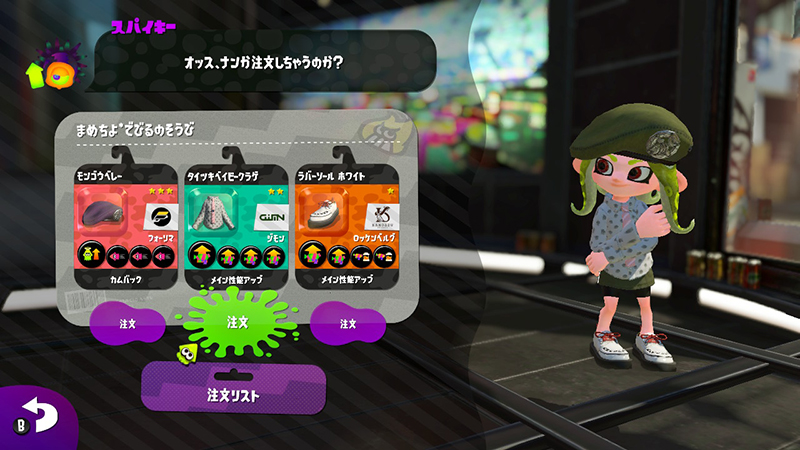 スパイキー
オッス、ナンか注文しちゃうのか?
まめちよ°でびるのそうび
モンゴウベレー
タイツキベイモークラゲ
ラバーソール ホワイト
フォーリマ
ジモン
ロッケンベルグ
カムバック
メイン性能アップ
メイン性能アップ
注文
注文
注文
注文リスト
B